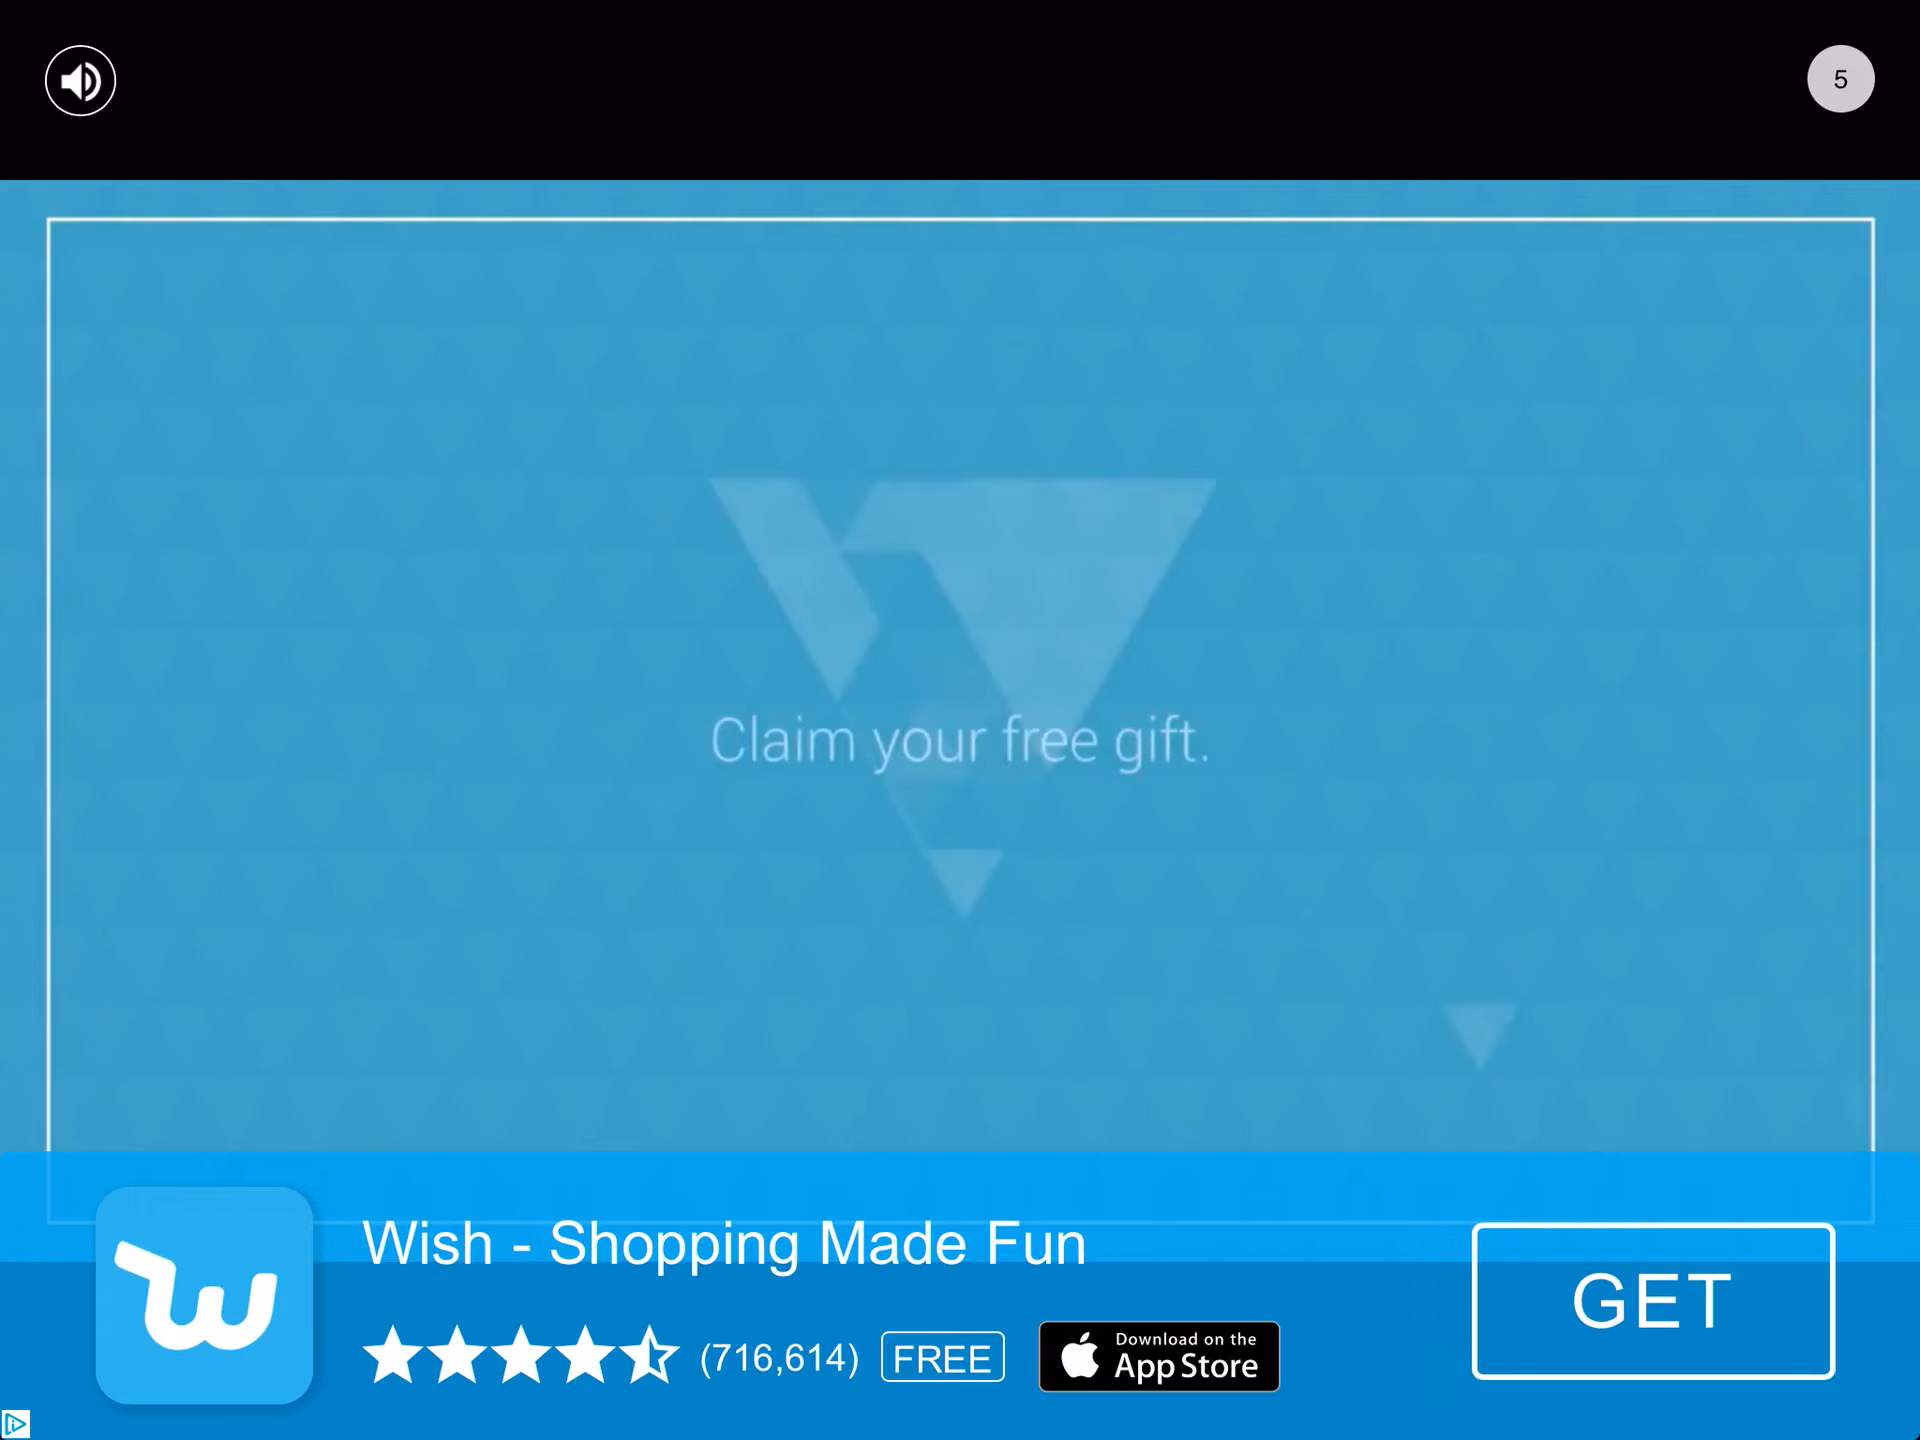 5
Claim your free gift.
Wish - Shopping Made Fun
(716,614) FREE Download on the
App Store
GET